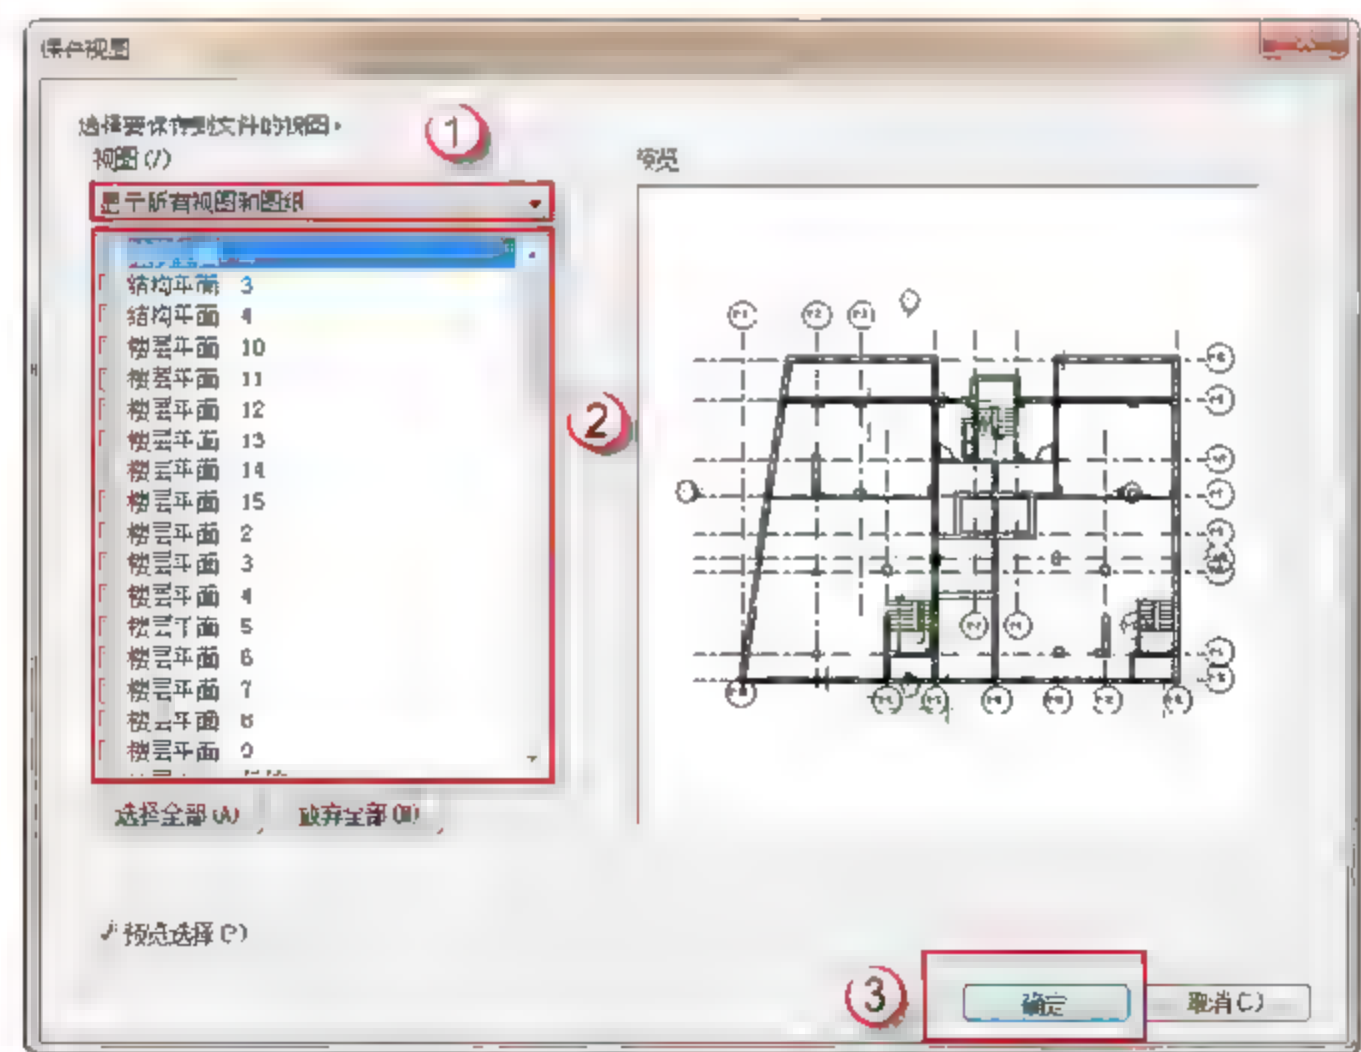 保存视图
选择要保存到文件的视图:
①
视图(V)
预览
显示所有视图和图纸
结构平面 3
结构平面 4
楼层平面 10
楼层平面 11
楼层平面 12
②
楼层平面 13
楼层平面 14
楼层平面 15
楼层平面 2
楼层平面 3
楼层平面 4
楼层平面 5
楼层平面 6
楼层平面 7
楼层平面 8
楼层平面 9
选择全部(A) 放弃全部(N)
预览选择(P)
③ 确定 取消(C)